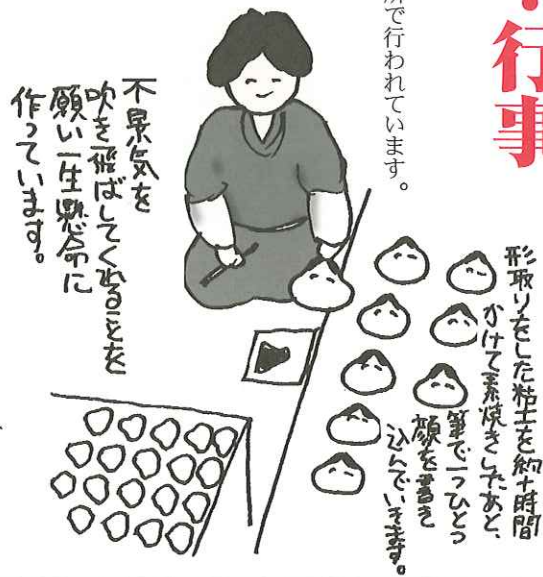 ・行事
所で行われています。
形取りをした粘土を約十時間
かけて素焼きしたあと、
筆で一つひとつ
顔を書き
込んでいきます。
不景気を
吹き飛ばしてくれることを
願い一生懸命に
作っています。